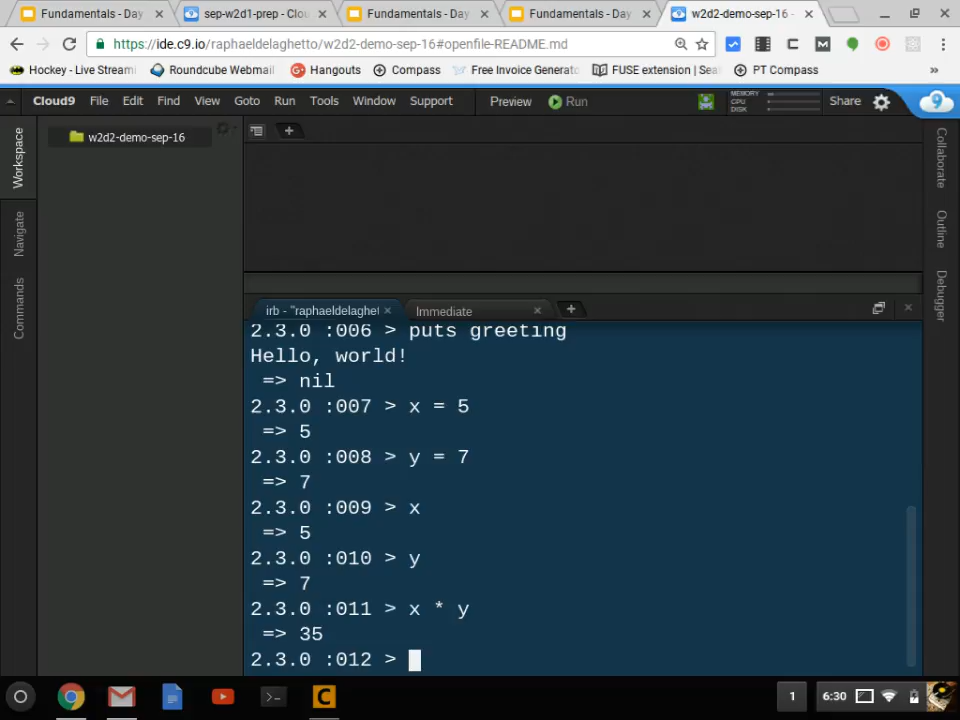 Fundamentals - Day
sep-w2d1-prep - Clou
Fundamentals - Day
Fundamentals - Day
w2d2-demo-sep-16 -
https://ide.c9.io/raphaeldelaghetto/w2d2-demo-sep-16#openfile-README.md
Hockey - Live Streami
Roundcube Webmail
Hangouts
Compass
Free Invoice Generato
FUSE extension | Sea
PT Compass
»
Cloud9 File Edit Find View Goto Run Tools Window Support Preview Run
MEMORY
CPU
DISK
Share
9
Workspace
Navigate
Commands
w2d2-demo-sep-16
Collaborate
Outline
Debugger
irb - "raphaeldelaghet
Immediate
2.3.0 :006 > puts greeting
Hello, world!
=> nil
2.3.0 :007 > x = 5
=> 5
2.3.0 :008 > y = 7
=> 7
2.3.0 :009 > x
=> 5
2.3.0 :010 > y
=> 7
2.3.0 :011 > x * y
=> 35
2.3.0 :012 >
1
6:30